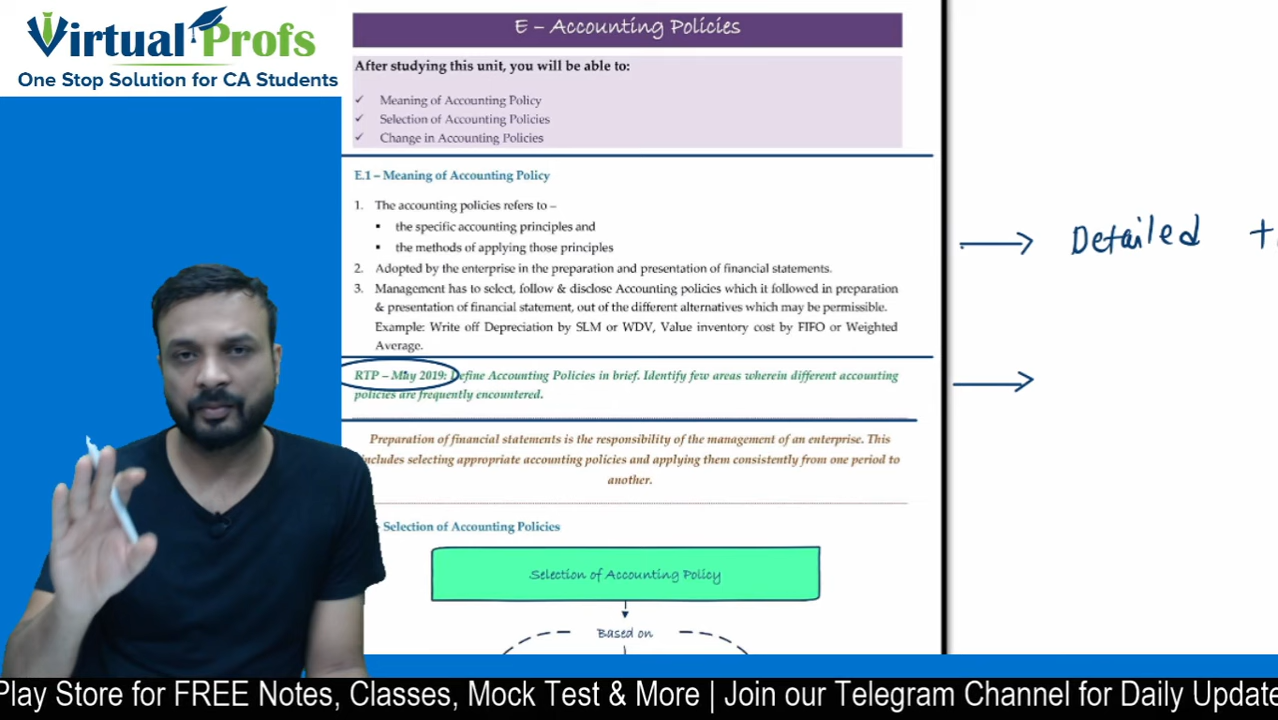 Virtual Profs
One Stop Solution for CA Students
E – Accounting Policies
After studying this unit, you will be able to:
✓ Meaning of Accounting Policy
✓ Selection of Accounting Policies
✓ Change in Accounting Policies
E.1 – Meaning of Accounting Policy
1. The accounting policies refers to –
▪ the specific accounting principles and
▪ the methods of applying those principles
2. Adopted by the enterprise in the preparation and presentation of financial statements.
3. Management has to select, follow & disclose Accounting policies which it followed in preparation
& presentation of financial statement, out of the different alternatives which may be permissible.
Example: Write off Depreciation by SLM or WDV, Value inventory cost by FIFO or Weighted
Average.
Detailed
RTP – May 2019: Define Accounting Policies in brief. Identify few areas wherein different accounting
policies are frequently encountered.
Preparation of financial statements is the responsibility of the management of an enterprise. This
includes selecting appropriate accounting policies and applying them consistently from one period to
another.
Selection of Accounting Policies
Selection of Accounting Policy
Based on
Play Store for FREE Notes, Classes, Mock Test & More | Join our Telegram Channel for Daily Update